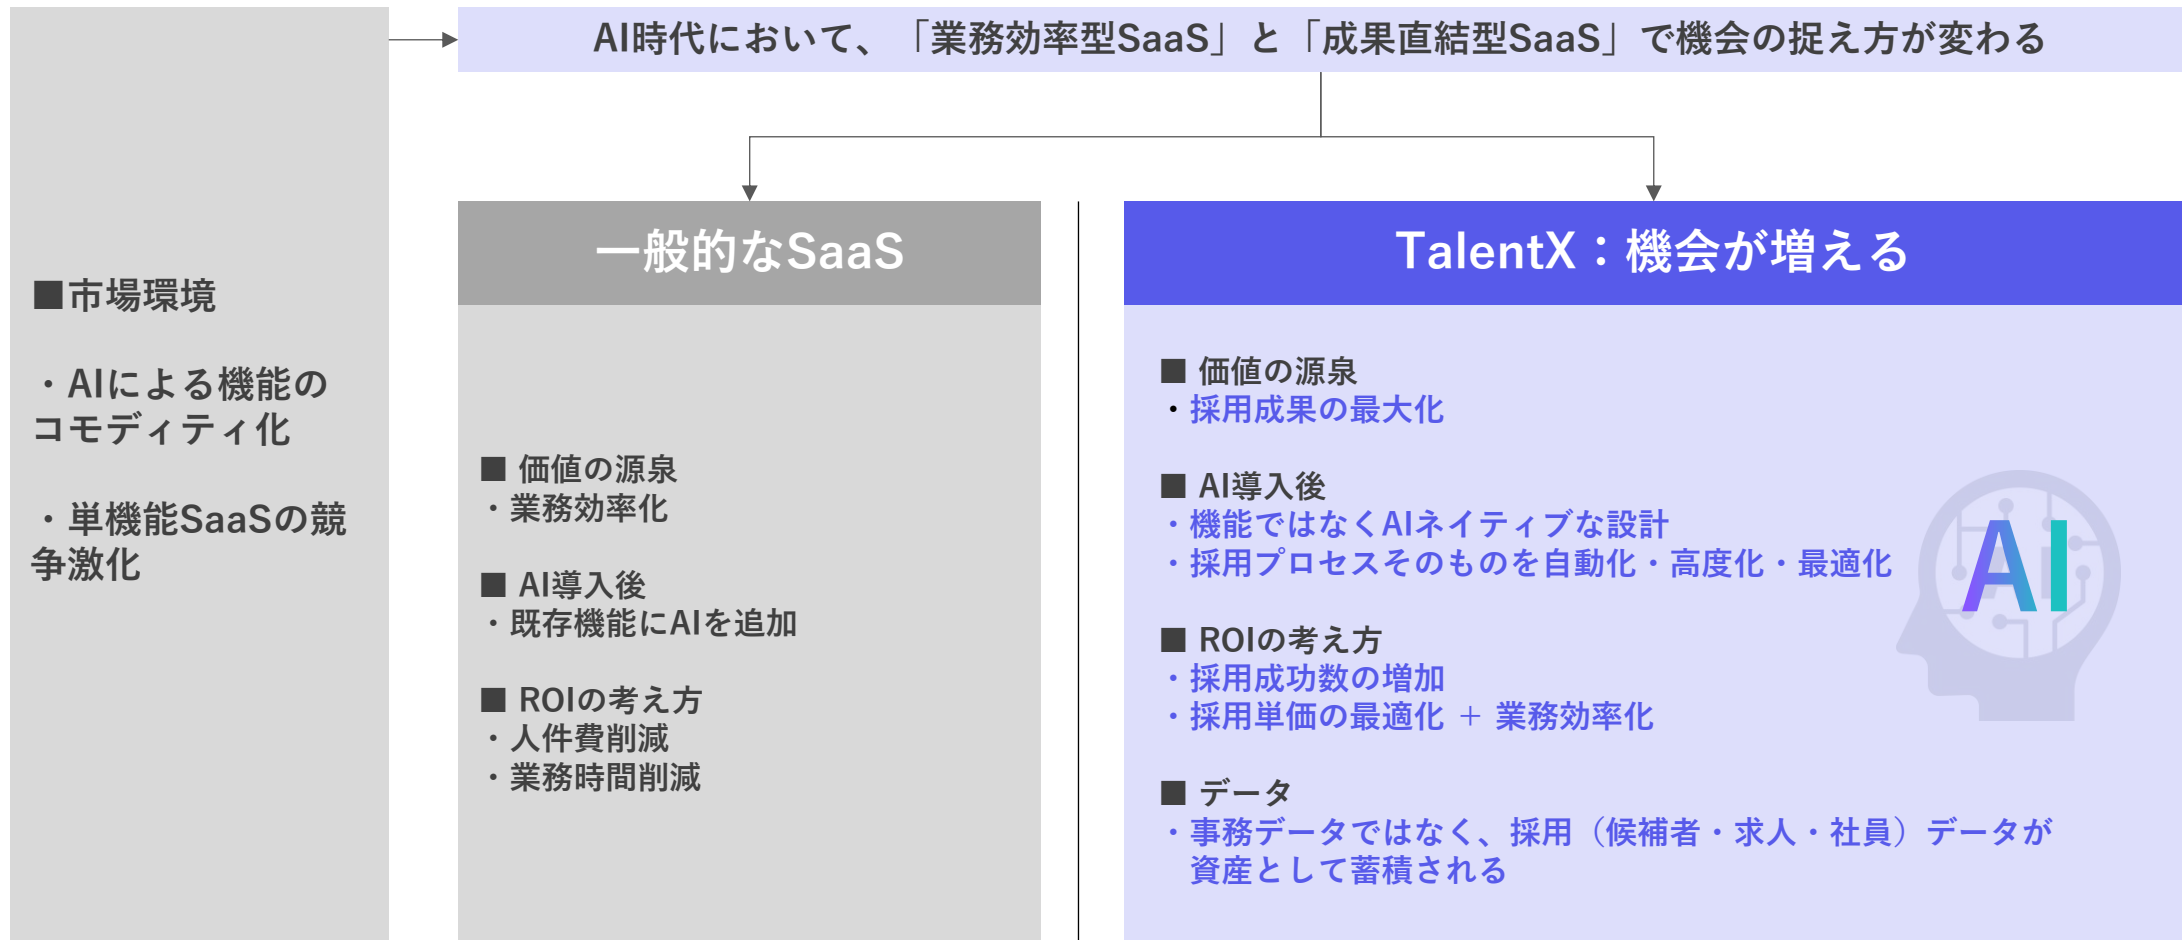 AI時代において、「業務効率型SaaS」と「成果直結型SaaS」で機会の捉え方が変わる
■市場環境
・AIによる機能の
コモディティ化
・単機能SaaSの競
争激化
一般的なSaaS
■ 価値の源泉
・業務効率化
■ AI導入後
・既存機能にAIを追加
■ ROIの考え方
・人件費削減
・業務時間削減
TalentX：機会が増える
■ 価値の源泉
・採用成果の最大化
■ AI導入後
・機能ではなくAIネイティブな設計
・採用プロセスそのものを自動化・高度化・最適化
■ ROIの考え方
・採用成功数の増加
・採用単価の最適化 ＋ 業務効率化
■ データ
・事務データではなく、採用（候補者・求人・社員）データが
資産として蓄積される
AI